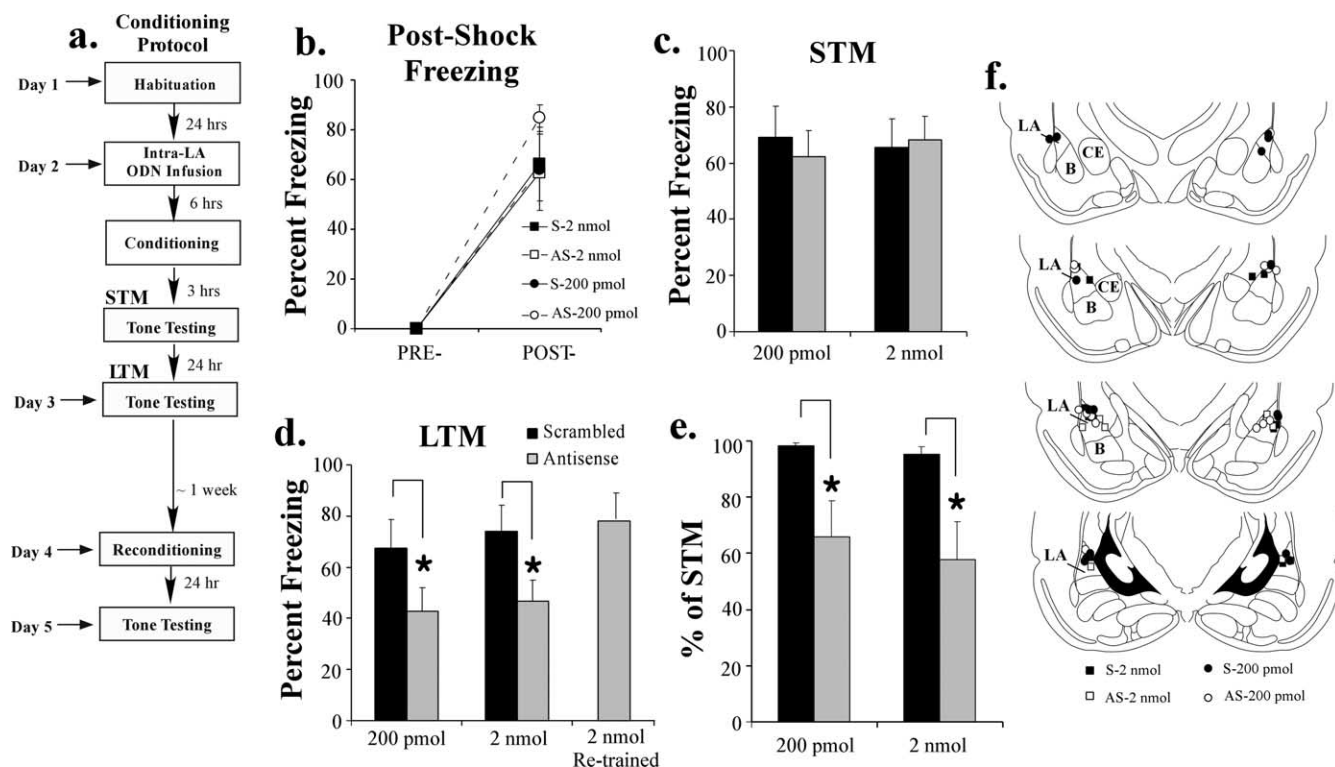 a.
Conditioning
Protocol
Day 1
Habituation
24 hrs
Day 2
Intra-LA
ODN Infusion
6 hrs
Conditioning
3 hrs
STM
Tone Testing
24 hr
LTM
Day 3
Tone Testing
~ 1 week
Day 4
Reconditioning
24 hr
Day 5
Tone Testing
b.
Post-Shock
Freezing
Percent Freezing
100
80
60
40
20
0
PRE-
POST-
S-2 nmol
AS-2 nmol
S-200 pmol
AS-200 pmol
c.
STM
Percent Freezing
100
80
60
40
20
0
200 pmol
2 nmol
d.
LTM
Scrambled
Antisense
Percent Freezing
100
80
60
40
20
0
*
*
200 pmol
2 nmol
2 nmol
Re-trained
e.
% of STM
100
80
60
40
20
0
*
*
200 pmol
2 nmol
f.
LA
CE
B
LA
CE
B
LA
B
LA
S-2 nmol
S-200 pmol
AS-2 nmol
AS-200 pmol